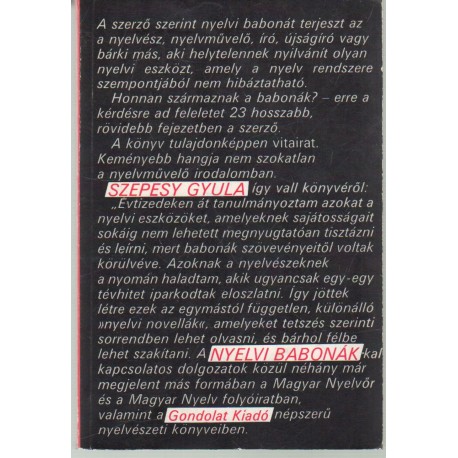 A szerző szerint nyelvi babonát terjeszt az
a nyelvész, nyelvművelő, író, újságíró vagy
bárki más, aki helytelennek nyilvánít olyan
nyelvi eszközt, amely a nyelv rendszere
szempontjából nem hibáztatható.
Honnan származnak a babonák? – erre a
kérdésre ad feleletet 23 hosszabb,
rövidebb fejezetben a szerző.
A könyv tulajdonképpen vitairat.
Keményebb hangja nem szokatlan
a nyelvművelő irodalomban.
SZEPESY GYULA így vall könyvéről:
„Évtizedeken át tanulmányoztam azokat a
nyelvi eszközöket, amelyeknek sajátosságait
sokáig nem lehetett megnyugtatóan tisztázni
és leírni, mert babonák szövevényeitől voltak
körülvéve. Azoknak a nyelvészeknek
a nyomán haladtam, akik ugyancsak egy-egy
tévhitet iparkodtak eloszlatni. Így jöttek
létre ezek az egymástól független, különálló
»nyelvi novellák«, amelyeket tetszés szerinti
sorrendben lehet olvasni, és bárhol félbe
lehet szakítani. A NYELVI BABONÁK-kal
kapcsolatos dolgozatok közül néhány már
megjelent más formában a Magyar Nyelvőr
és a Magyar Nyelv folyóiratban,
valamint a Gondolat Kiadó népszerű
nyelvészeti könyveiben.